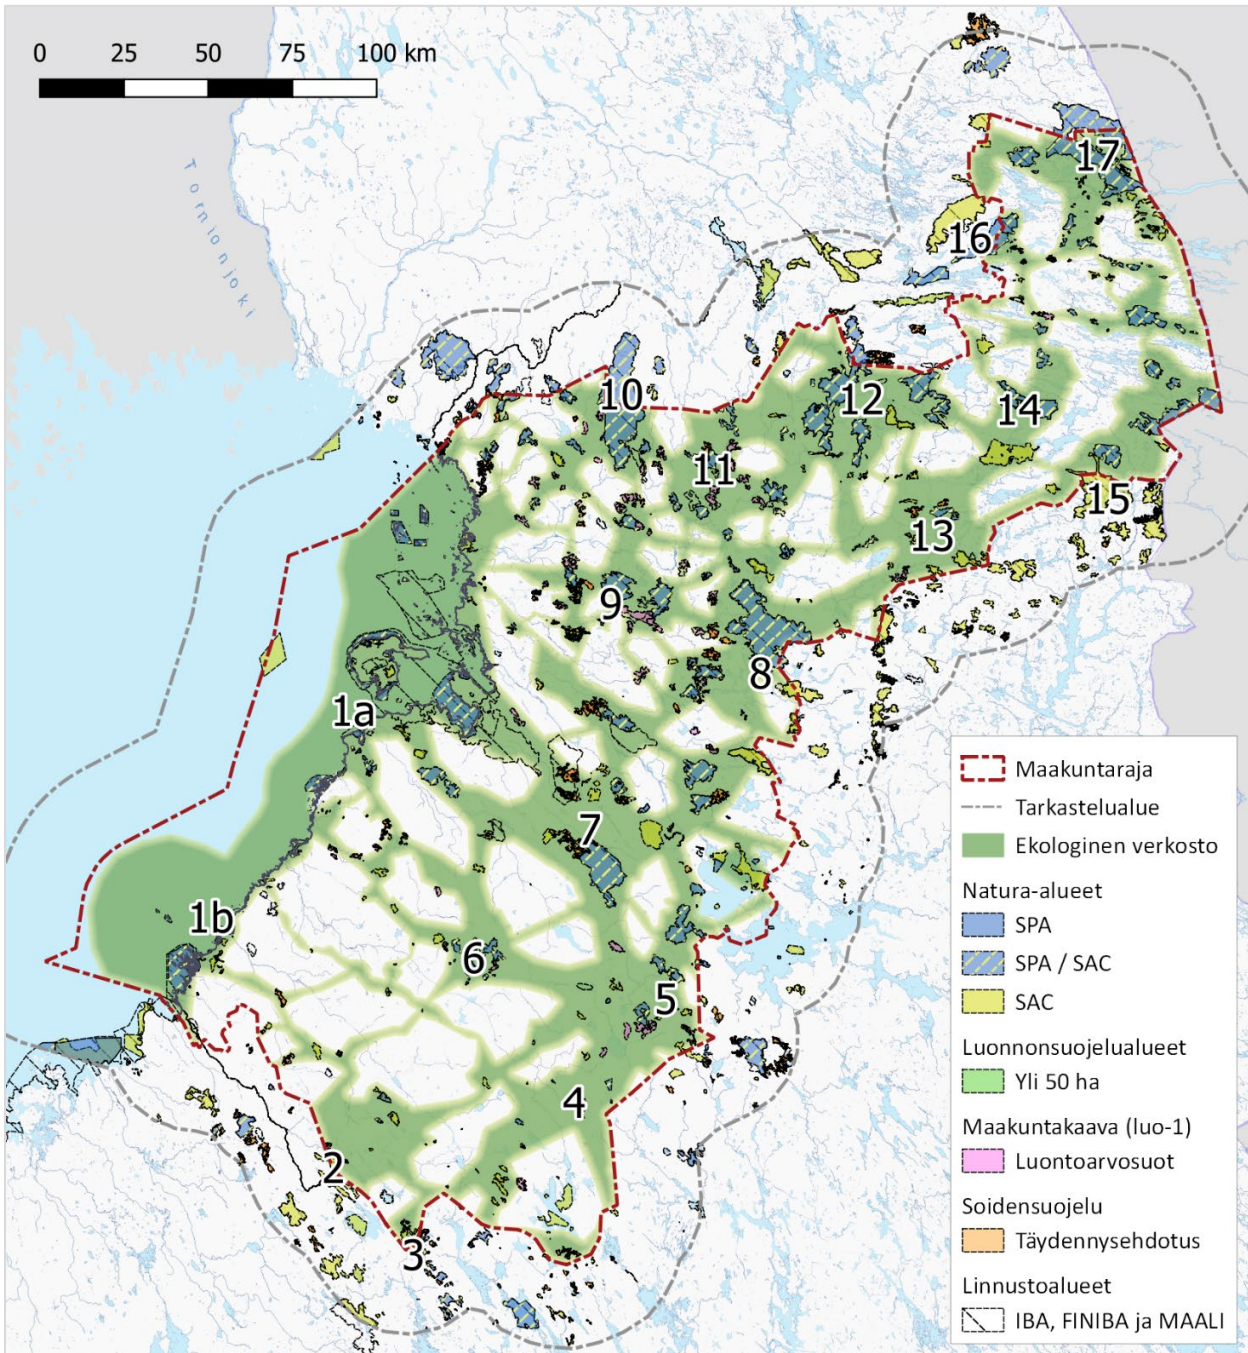 0 25 50 75 100 km
Tornionjoki
17
16
10
12
14
11
15
13
9
8
1a
7
1b
6
5
4
2
3
Maakuntaraja
Tarkastelualue
Ekologinen verkosto
Natura-alueet
SPA
SPA / SAC
SAC
Luonnonsuojelualueet
Yli 50 ha
Maakuntakaava (luo-1)
Luontoarvosuot
Soidensuojelu
Täydennysehdotus
Linnustoalueet
IBA, FINIBA ja MAALI